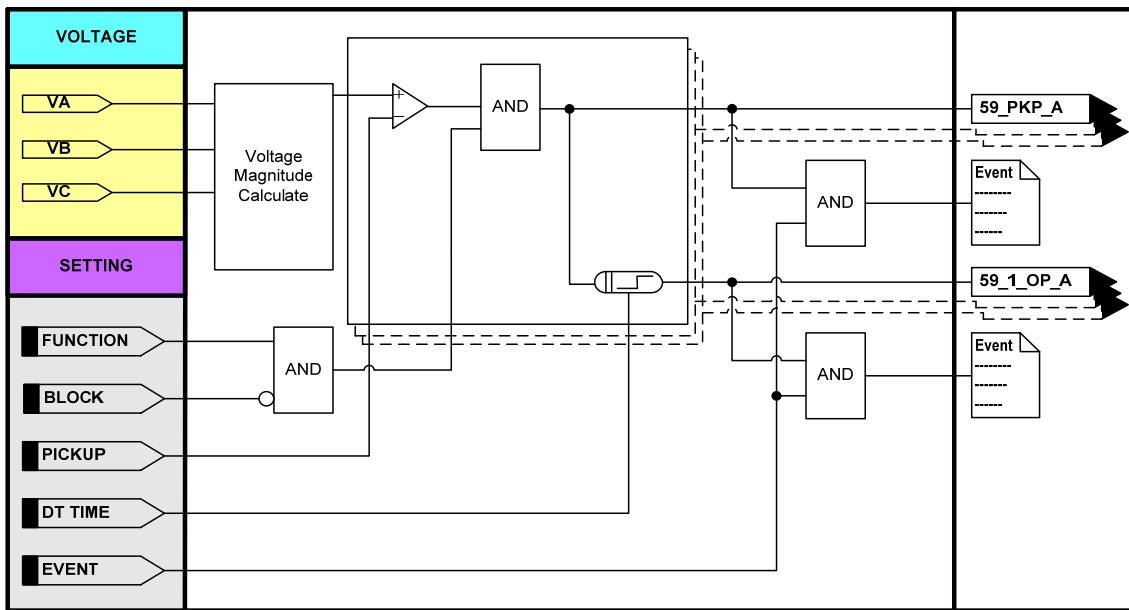 VOLTAGE
VA
VB
VC
SETTING
FUNCTION
BLOCK
PICKUP
DT TIME
EVENT
Voltage
Magnitude
Calculate
+
−
AND
AND
AND
AND
59_PKP_A
Event
--------
-------
------
59_1_OP_A
Event
--------
-------
------